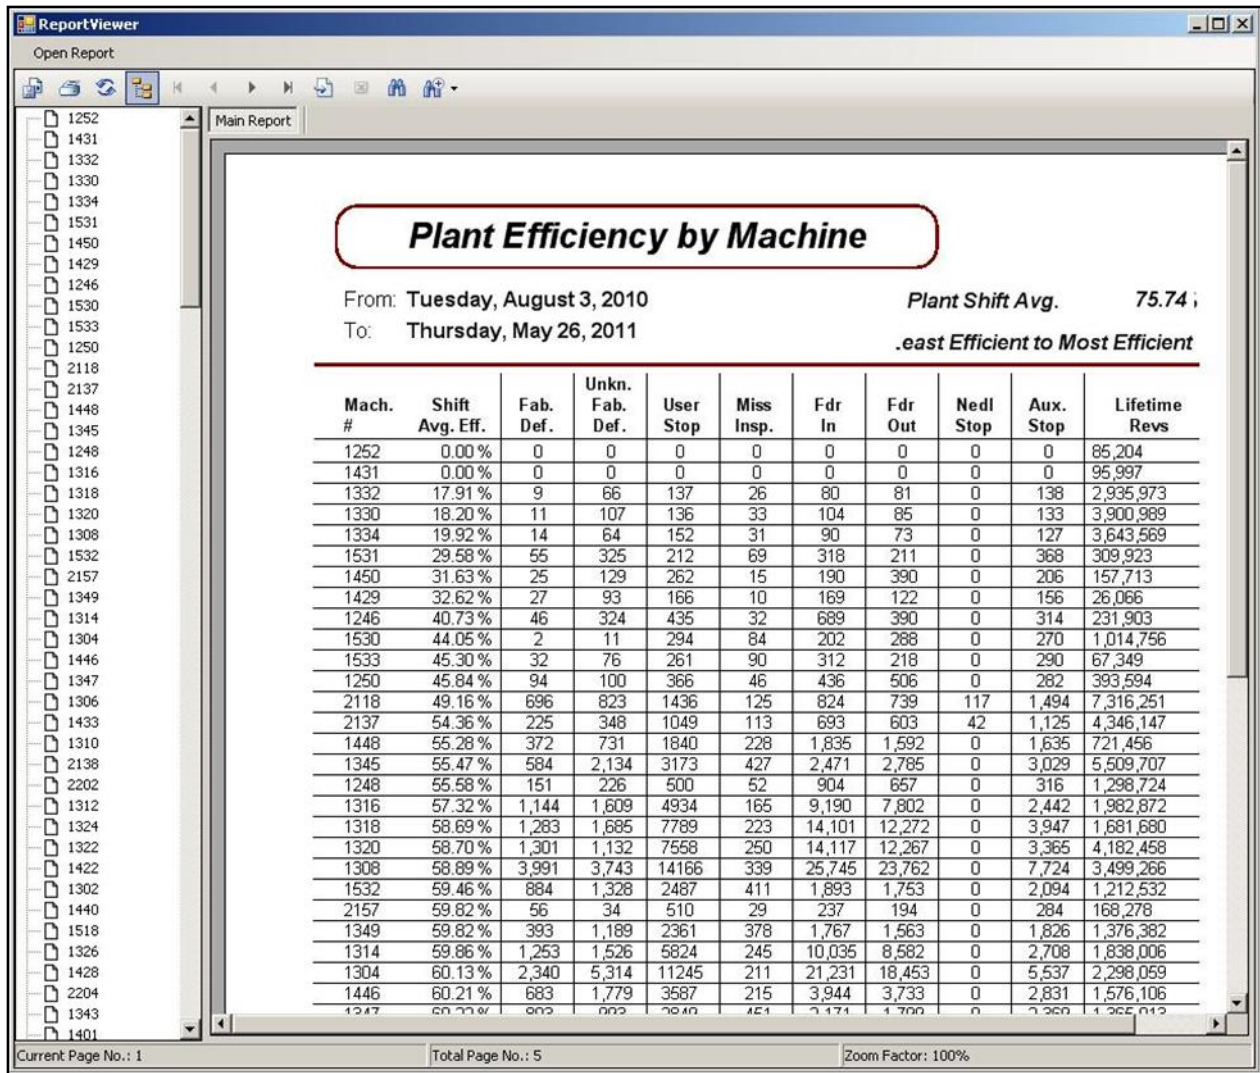 ReportViewer
Open Report
Main Report
1252
1431
1332
1330
1334
1531
1450
1429
1246
1530
1533
1250
2118
2137
1448
1345
1248
1316
1318
1320
1308
1532
2157
1349
1314
1304
1446
1347
1306
1433
1310
2138
2202
1312
1324
1322
1422
1302
1440
1518
1326
1428
2204
1343
1401
Plant Efficiency by Machine
From: Tuesday, August 3, 2010 Plant Shift Avg. 75.74
To: Thursday, May 26, 2011
.east Efficient to Most Efficient
Mach. # Shift Avg. Eff. Fab. Def. Unkn. Fab. Def. User Stop Miss Insp. Fdr In Fdr Out Nedl Stop Aux. Stop Lifetime Revs
1252 0.00 % 0 0 0 0 0 0 0 0 85,204
1431 0.00 % 0 0 0 0 0 0 0 0 95,997
1332 17.91 % 9 66 137 26 80 81 0 138 2,935,973
1330 18.20 % 11 107 136 33 104 85 0 133 3,900,989
1334 19.92 % 14 64 152 31 90 73 0 127 3,643,569
1531 29.58 % 55 325 212 69 318 211 0 368 309,923
1450 31.63 % 25 129 262 15 190 390 0 206 157,713
1429 32.62 % 27 93 166 10 169 122 0 156 26,066
1246 40.73 % 46 324 435 32 689 390 0 314 231,903
1530 44.05 % 2 11 294 84 202 288 0 270 1,014,756
1533 45.30 % 32 76 261 90 312 218 0 290 67,349
1250 45.84 % 94 100 366 46 436 506 0 282 393,594
2118 49.16 % 696 823 1436 125 824 739 117 1,494 7,316,251
2137 54.36 % 225 348 1049 113 693 603 42 1,125 4,346,147
1448 55.28 % 372 731 1840 228 1,835 1,592 0 1,635 721,456
1345 55.47 % 584 2,134 3173 427 2,471 2,785 0 3,029 5,509,707
1248 55.58 % 151 226 500 52 904 657 0 316 1,298,724
1316 57.32 % 1,144 1,609 4934 165 9,190 7,802 0 2,442 1,982,872
1318 58.69 % 1,283 1,685 7789 223 14,101 12,272 0 3,947 1,681,680
1320 58.70 % 1,301 1,132 7558 250 14,117 12,267 0 3,365 4,182,458
1308 58.89 % 3,991 3,743 14166 339 25,745 23,762 0 7,724 3,499,266
1532 59.46 % 884 1,328 2487 411 1,893 1,753 0 2,094 1,212,532
2157 59.82 % 56 34 510 29 237 194 0 284 168,278
1349 59.82 % 393 1,189 2361 378 1,767 1,563 0 1,826 1,376,382
1314 59.86 % 1,253 1,526 5824 245 10,035 8,582 0 2,708 1,838,006
1304 60.13 % 2,340 5,314 11245 211 21,231 18,453 0 5,537 2,298,059
1446 60.21 % 683 1,779 3587 215 3,944 3,733 0 2,831 1,576,106
1347
Current Page No.: 1 Total Page No.: 5 Zoom Factor: 100%